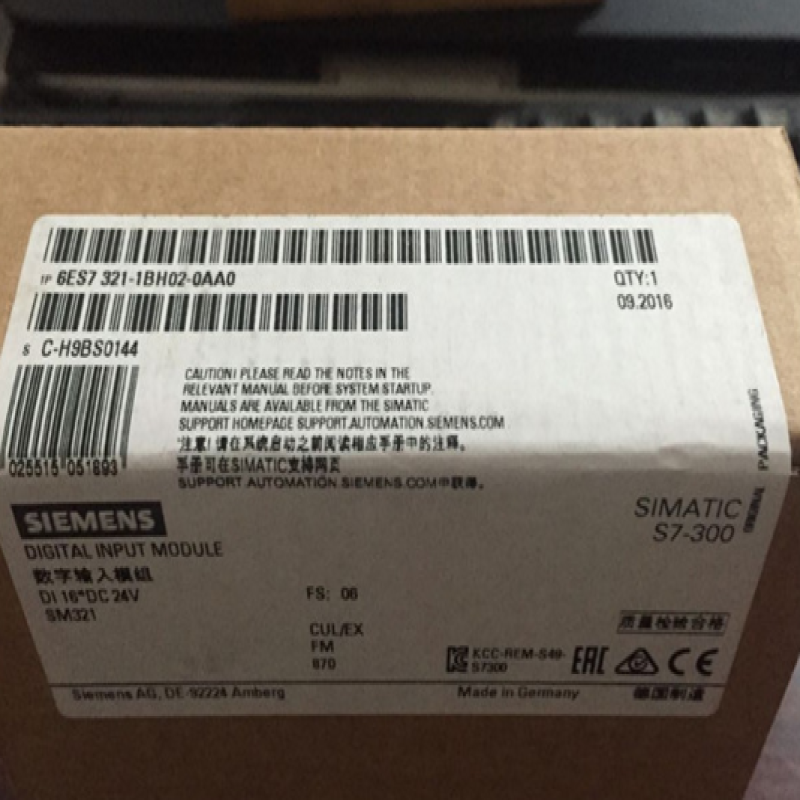 1P 6ES7 321-1BH02-0AA0
QTY:1
09.2016
S C-H9BS0144
CAUTION! PLEASE READ THE NOTES IN THE
RELEVANT MANUAL BEFORE SYSTEM STARTUP.
MANUALS ARE AVAILABLE FROM THE SIMATIC
SUPPORT HOMEPAGE SUPPORT.AUTOMATION.SIEMENS.COM
"注意! 请在系统启动之前阅读相应手册中的注释。
手册可在SIMATIC支持网页
SUPPORT.AUTOMATION.SIEMENS.COM中获得。
025515 051893
PACKAGING
SIEMENS
SIMATIC
S7-300
DIGITAL INPUT MODULE
数字输入模组
DI 16*DC 24V
SM321
FS: 06
CUL/EX
FM
870
质量检验合格
KCC-REM-S49-
S7300
EAC
CE
Siemens AG, DE-92224 Amberg
Made in Germany
德国制造